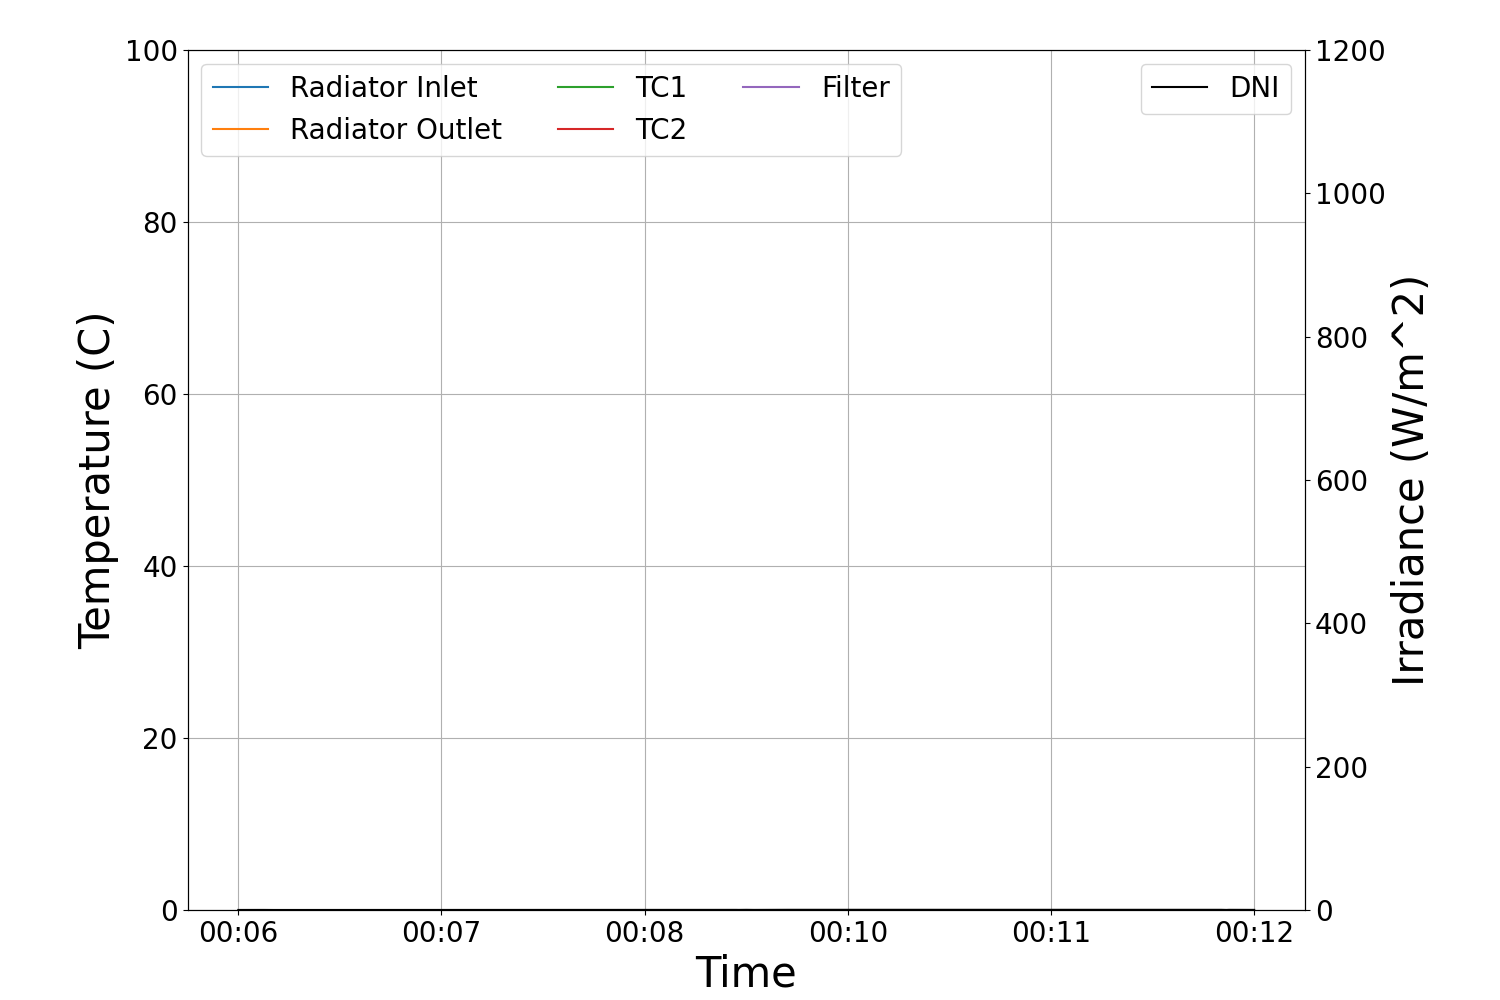 Radiator Inlet
Radiator Outlet
TC1
TC2
Filter
DNI
Temperature (C)
100
80
60
40
20
0
1200
1000
800
600
400
200
0
Irradiance (W/m^2)
00:06 00:07 00:08 00:10 00:11 00:12
Time